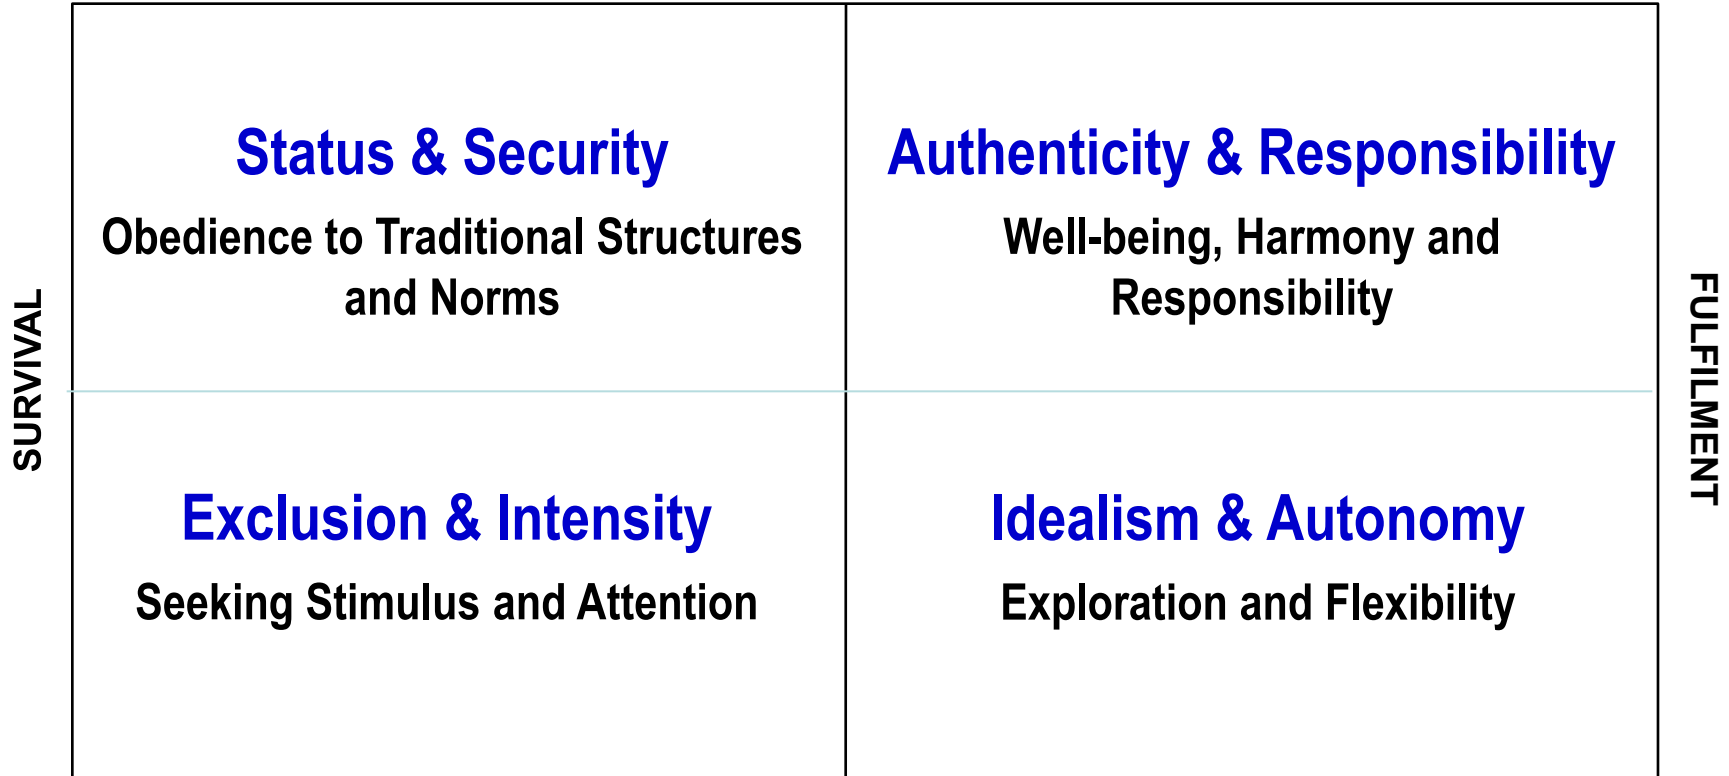 SURVIVAL
Status & Security
Obedience to Traditional Structures
and Norms
Authenticity & Responsibility
Well-being, Harmony and
Responsibility
Exclusion & Intensity
Seeking Stimulus and Attention
Idealism & Autonomy
Exploration and Flexibility
FULFILMENT